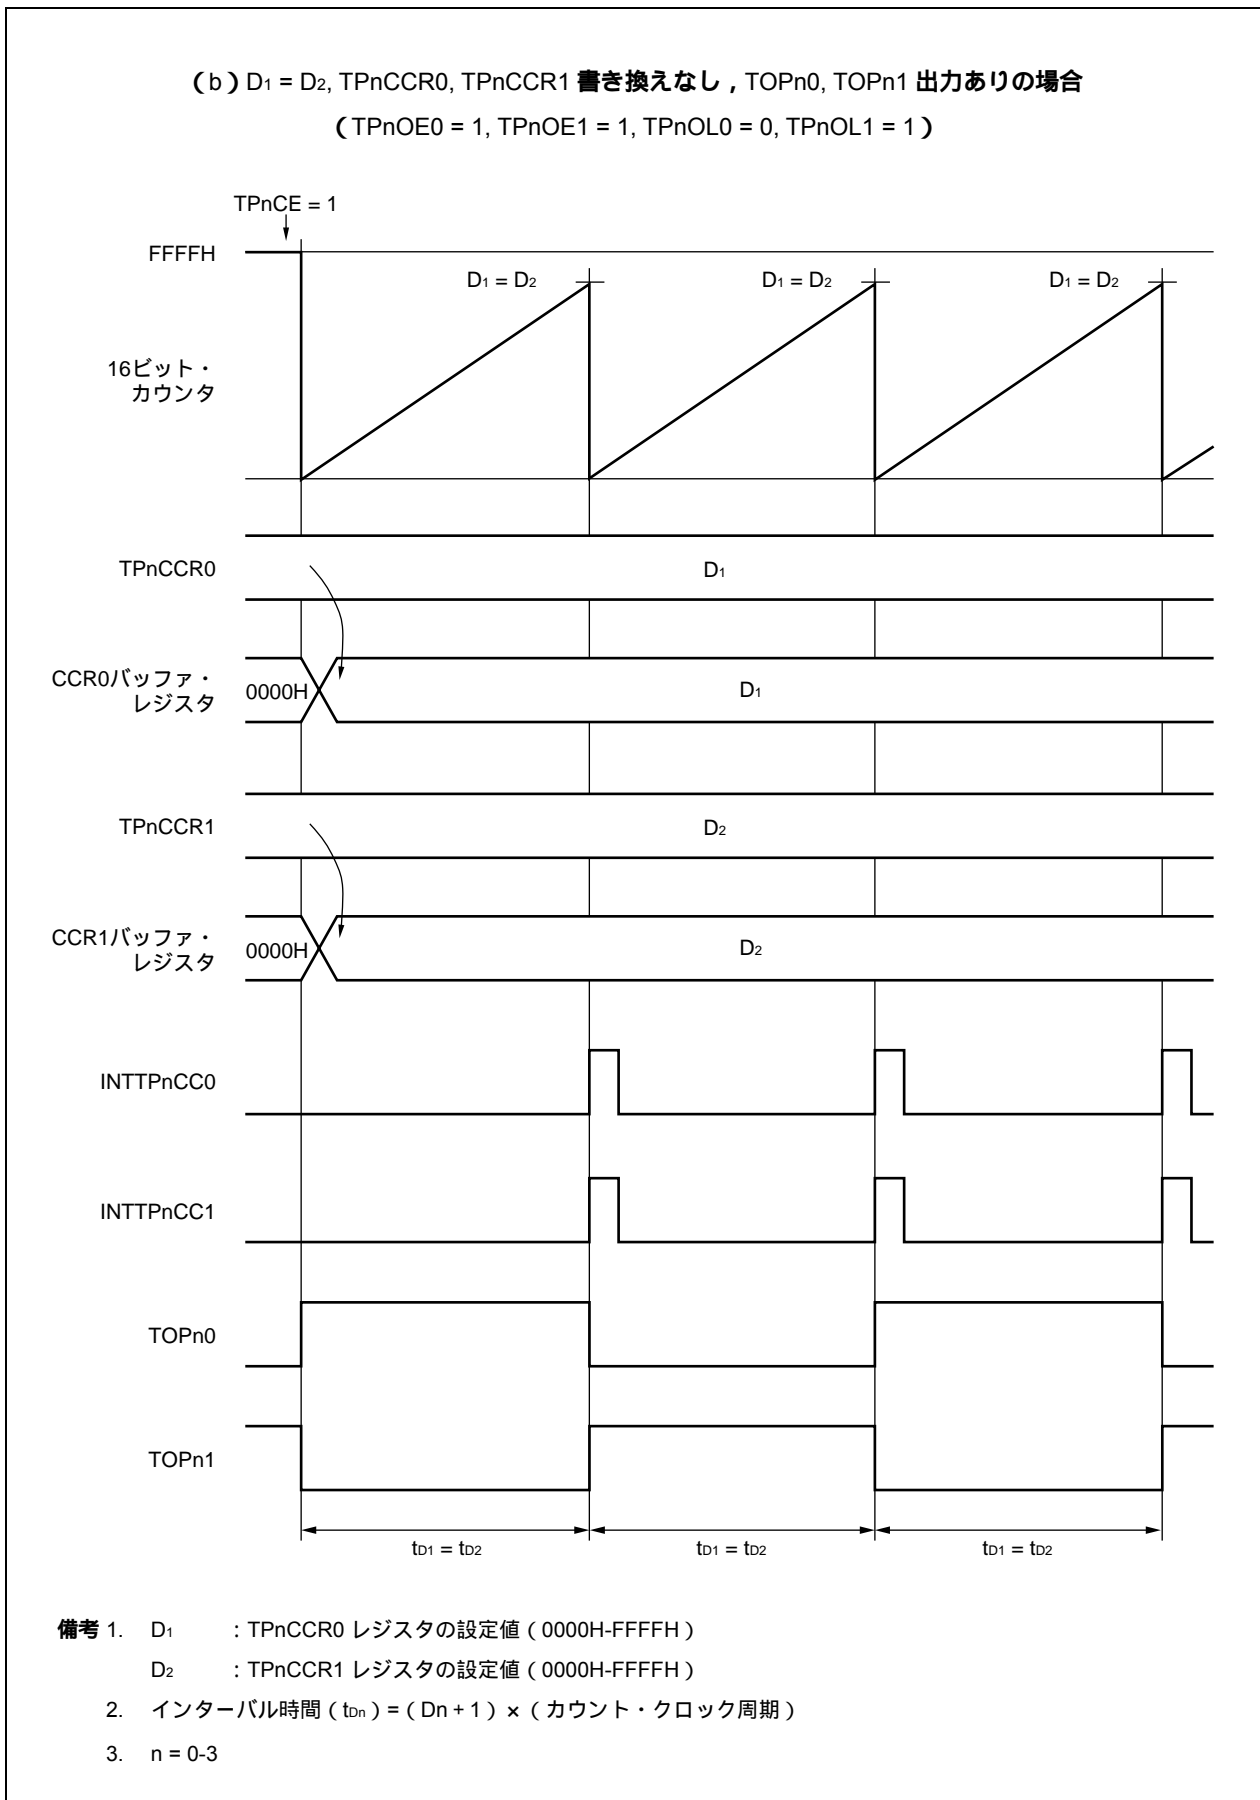 （b）D1 = D2, TPnCCR0, TPnCCR1 書き換えなし，TOPn0, TOPn1 出力ありの場合
（TPnOE0 = 1, TPnOE1 = 1, TPnOL0 = 0, TPnOL1 = 1）
TPnCE = 1
FFFFH
D1 = D2 D1 = D2 D1 = D2
16ビット・
カウンタ
TPnCCR0 D1
CCR0バッファ・
レジスタ
0000H D1
TPnCCR1 D2
CCR1バッファ・
レジスタ
0000H D2
INTTPnCC0
INTTPnCC1
TOPn0
TOPn1
tD1 = tD2 tD1 = tD2 tD1 = tD2
備考 1. D1 : TPnCCR0 レジスタの設定値（0000H-FFFFH）
D2 : TPnCCR1 レジスタの設定値（0000H-FFFFH）
2. インターバル時間（tDn）=（Dn + 1）×（カウント・クロック周期）
3. n = 0-3